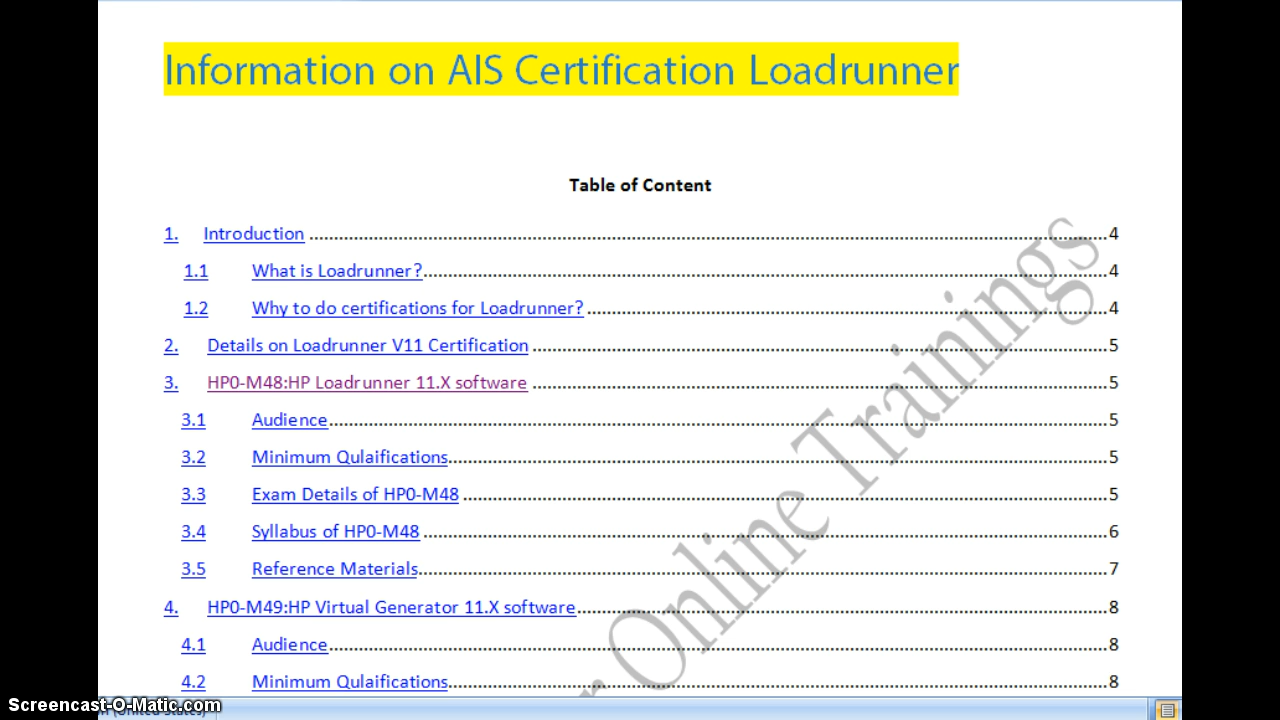 Information on AIS Certification Loadrunner
Table of Content
1. Introduction ........ 4
1.1 What is Loadrunner? ........ 4
1.2 Why to do certifications for Loadrunner? ........ 4
2. Details on Loadrunner V11 Certification ........ 5
3. HP0-M48:HP Loadrunner 11.X software ........ 5
3.1 Audience ........ 5
3.2 Minimum Qulaifications ........ 5
3.3 Exam Details of HP0-M48 ........ 5
3.4 Syllabus of HP0-M48 ........ 6
3.5 Reference Materials ........ 7
4. HP0-M49:HP Virtual Generator 11.X software ........ 8
4.1 Audience ........ 8
4.2 Minimum Qulaifications ........ 8
r Online Trainings
Screencast-O-Matic.com